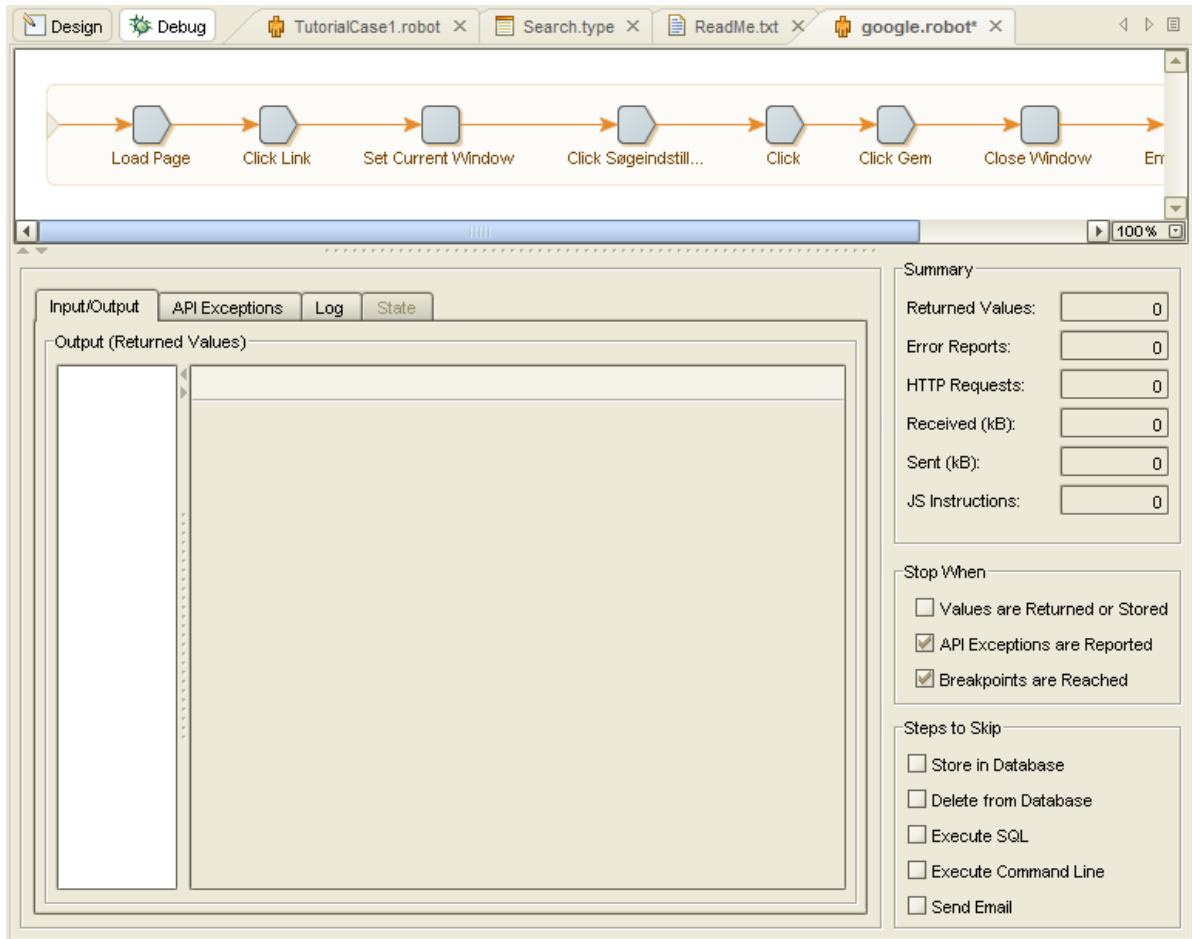 Design Debug TutorialCase1.robot Search.type ReadMe.txt google.robot*
Load Page Click Link Set Current Window Click Søgeindstill... Click Click Gem Close Window
100%
Input/Output API Exceptions Log State
Output (Returned Values)
Summary
Returned Values: 0
Error Reports: 0
HTTP Requests: 0
Received (kB): 0
Sent (kB): 0
JS Instructions: 0
Stop When
Values are Returned or Stored
API Exceptions are Reported
Breakpoints are Reached
Steps to Skip
Store in Database
Delete from Database
Execute SQL
Execute Command Line
Send Email